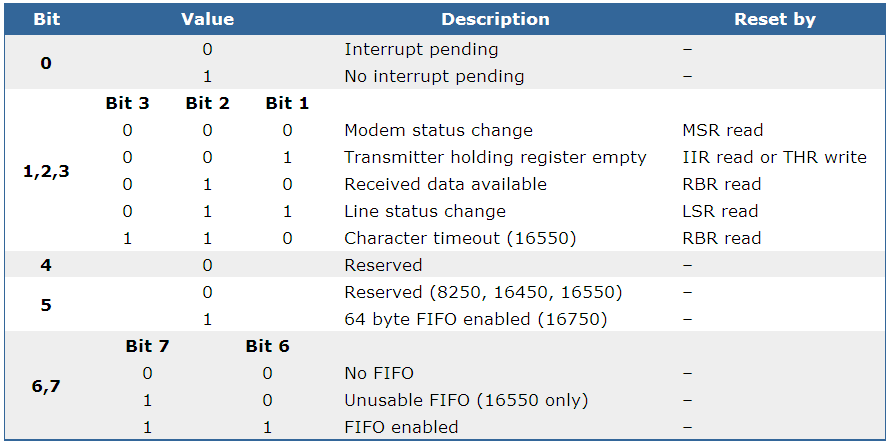 Bit Value Description Reset by
0 0 Interrupt pending –
1 No interrupt pending –
1,2,3 Bit 3 Bit 2 Bit 1
0 0 0 Modem status change MSR read
0 0 1 Transmitter holding register empty IIR read or THR write
0 1 0 Received data available RBR read
0 1 1 Line status change LSR read
1 1 0 Character timeout (16550) RBR read
4 0 Reserved –
5 0 Reserved (8250, 16450, 16550) –
1 64 byte FIFO enabled (16750) –
6,7 Bit 7 Bit 6
0 0 No FIFO –
1 0 Unusable FIFO (16550 only) –
1 1 FIFO enabled –